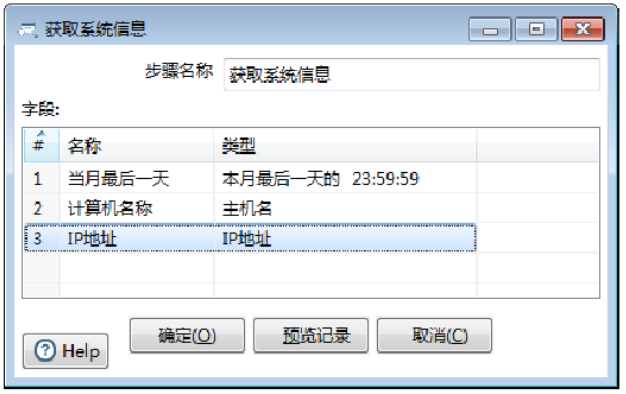 获取系统信息
步骤名称 获取系统信息
字段:
# 名称 类型
1 当月最后一天 本月最后一天的 23:59:59
2 计算机名称 主机名
3 IP地址 IP地址
Help 确定(O) 预览记录 取消(C)